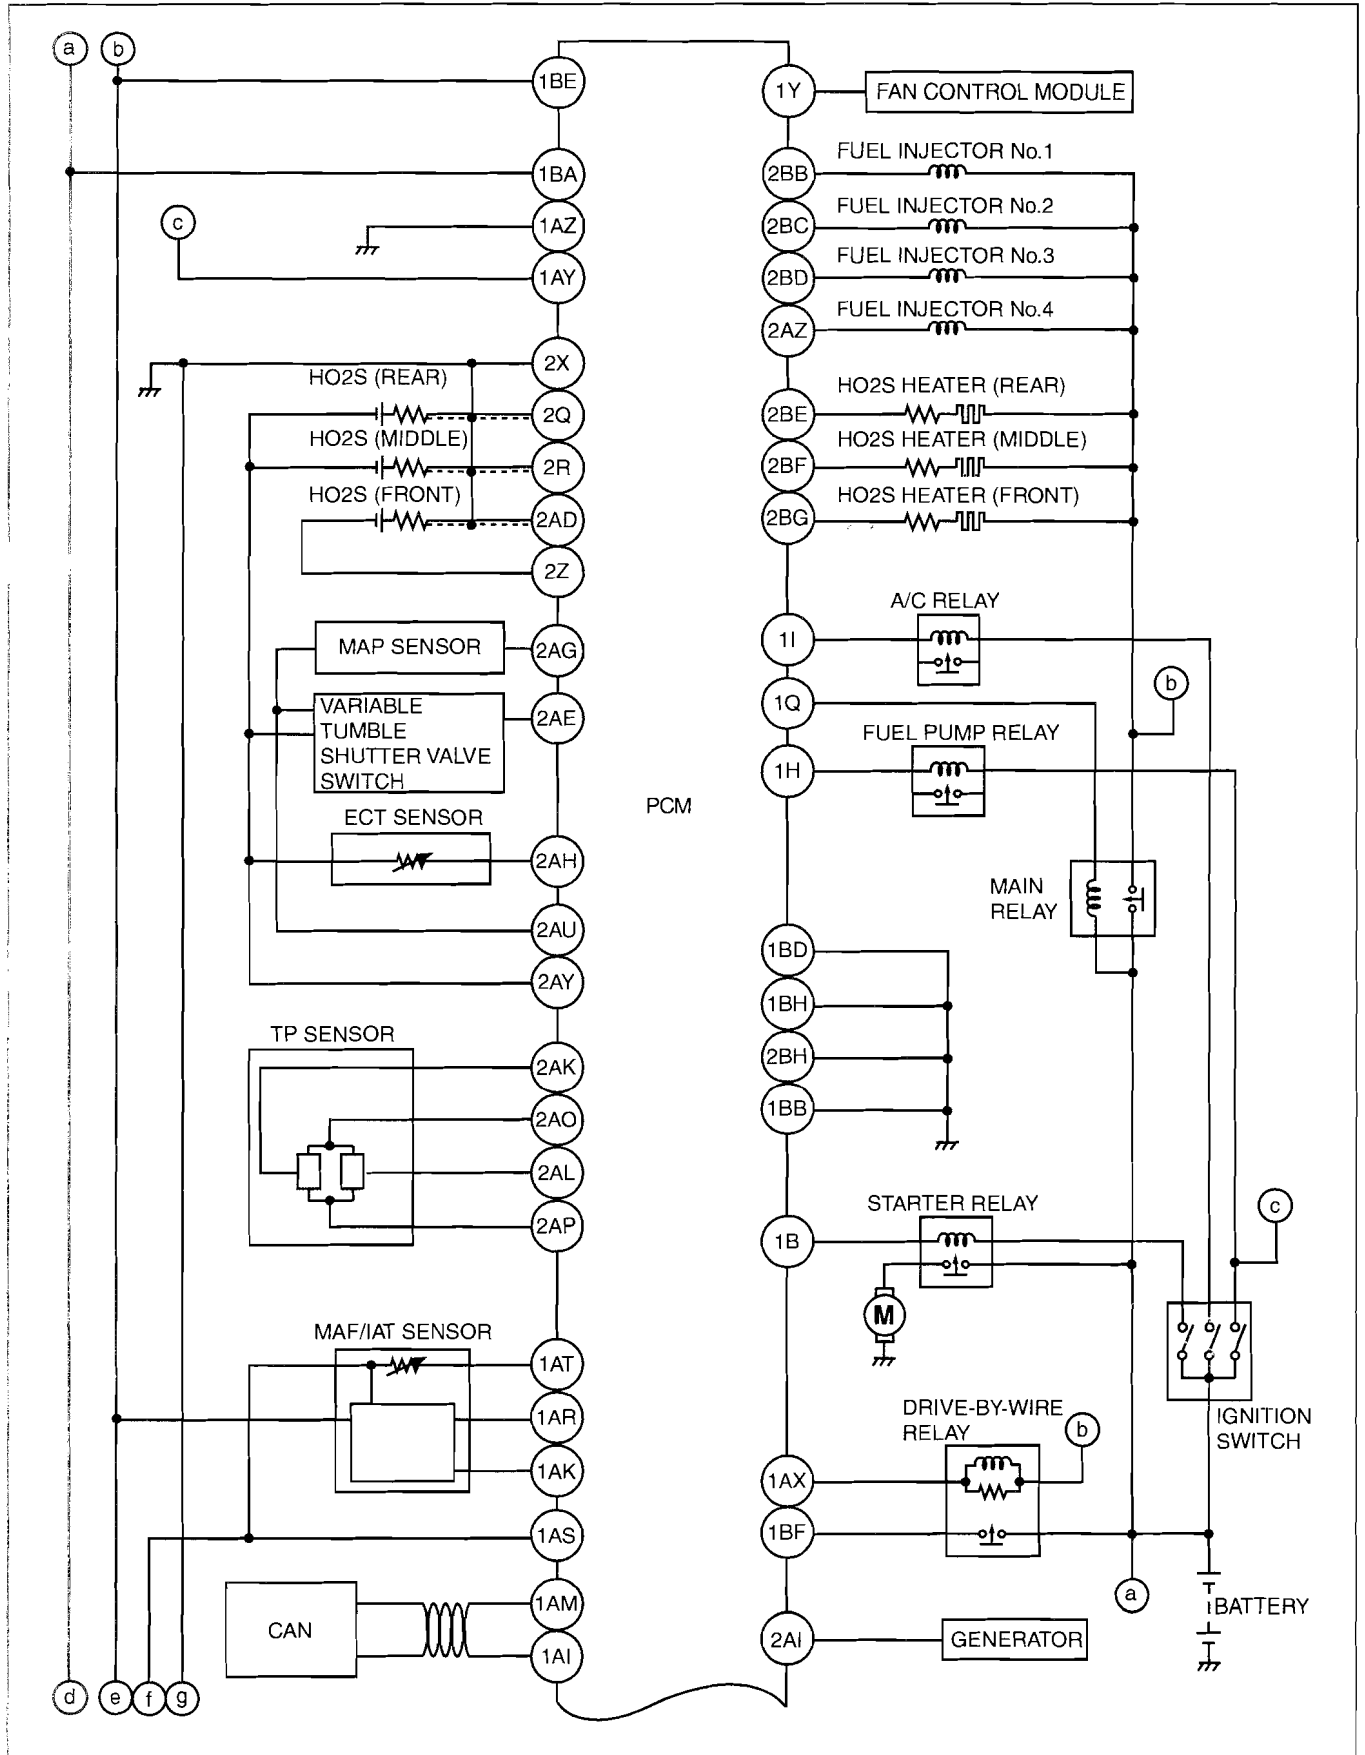 a
b
1BE
1BA
c
1AZ
1AY
2X
HO2S (REAR)
2Q
HO2S (MIDDLE)
2R
HO2S (FRONT)
2AD
2Z
MAP SENSOR
2AG
VARIABLE
TUMBLE
SHUTTER VALVE
SWITCH
2AE
ECT SENSOR
2AH
2AU
2AY
TP SENSOR
2AK
2AO
2AL
2AP
MAF/IAT SENSOR
1AT
1AR
1AK
1AS
CAN
1AM
1AI
d
e
f
g
PCM
1Y
FAN CONTROL MODULE
FUEL INJECTOR No.1
2BB
FUEL INJECTOR No.2
2BC
FUEL INJECTOR No.3
2BD
FUEL INJECTOR No.4
2AZ
HO2S HEATER (REAR)
2BE
HO2S HEATER (MIDDLE)
2BF
HO2S HEATER (FRONT)
2BG
A/C RELAY
1I
b
1Q
FUEL PUMP RELAY
1H
MAIN
RELAY
1BD
1BH
2BH
1BB
STARTER RELAY
c
1B
M
IGNITION
SWITCH
DRIVE-BY-WIRE
RELAY
b
1AX
1BF
a
BATTERY
2AI
GENERATOR